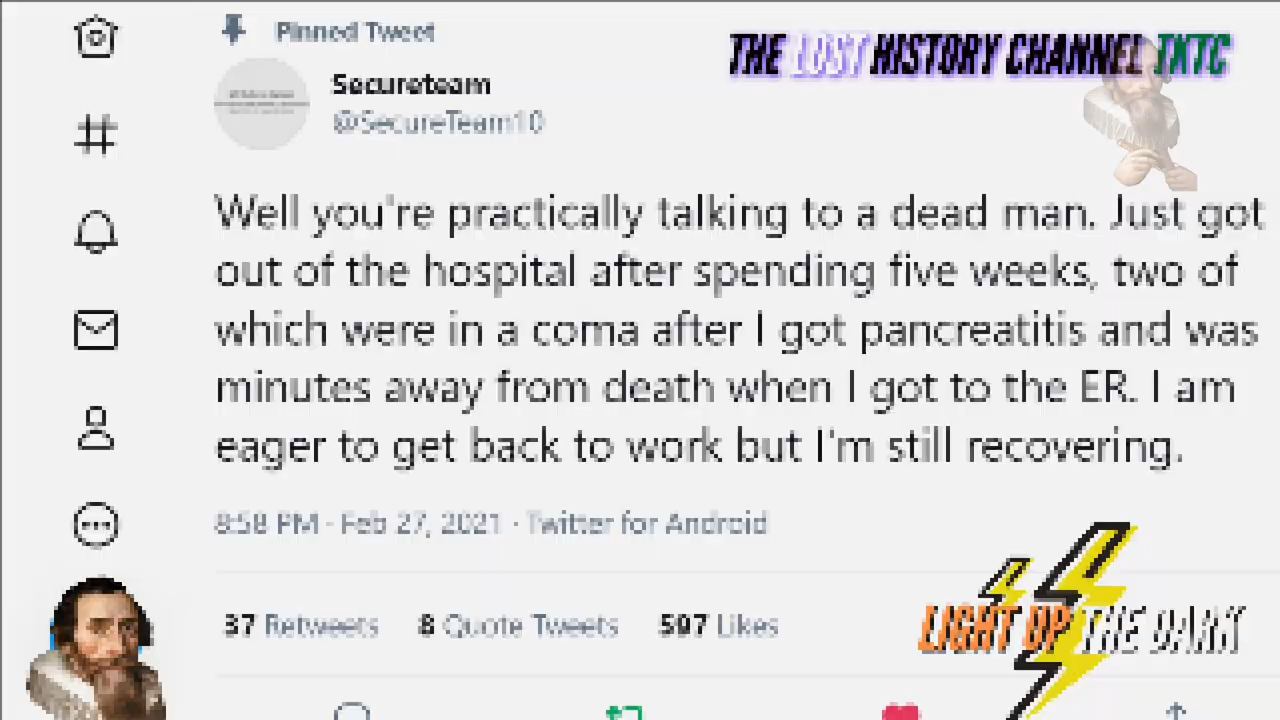 Pinned Tweet
THE LOST HISTORY CHANNEL TKTC
Secureteam
@SecureTeam10
Well you're practically talking to a dead man. Just got
out of the hospital after spending five weeks, two of
which were in a coma after I got pancreatitis and was
minutes away from death when I got to the ER. I am
eager to get back to work but I'm still recovering.
8:58 PM · Feb 27, 2021 · Twitter for Android
37 Retweets 8 Quote Tweets 597 Likes
LIGHT UP THE DARK